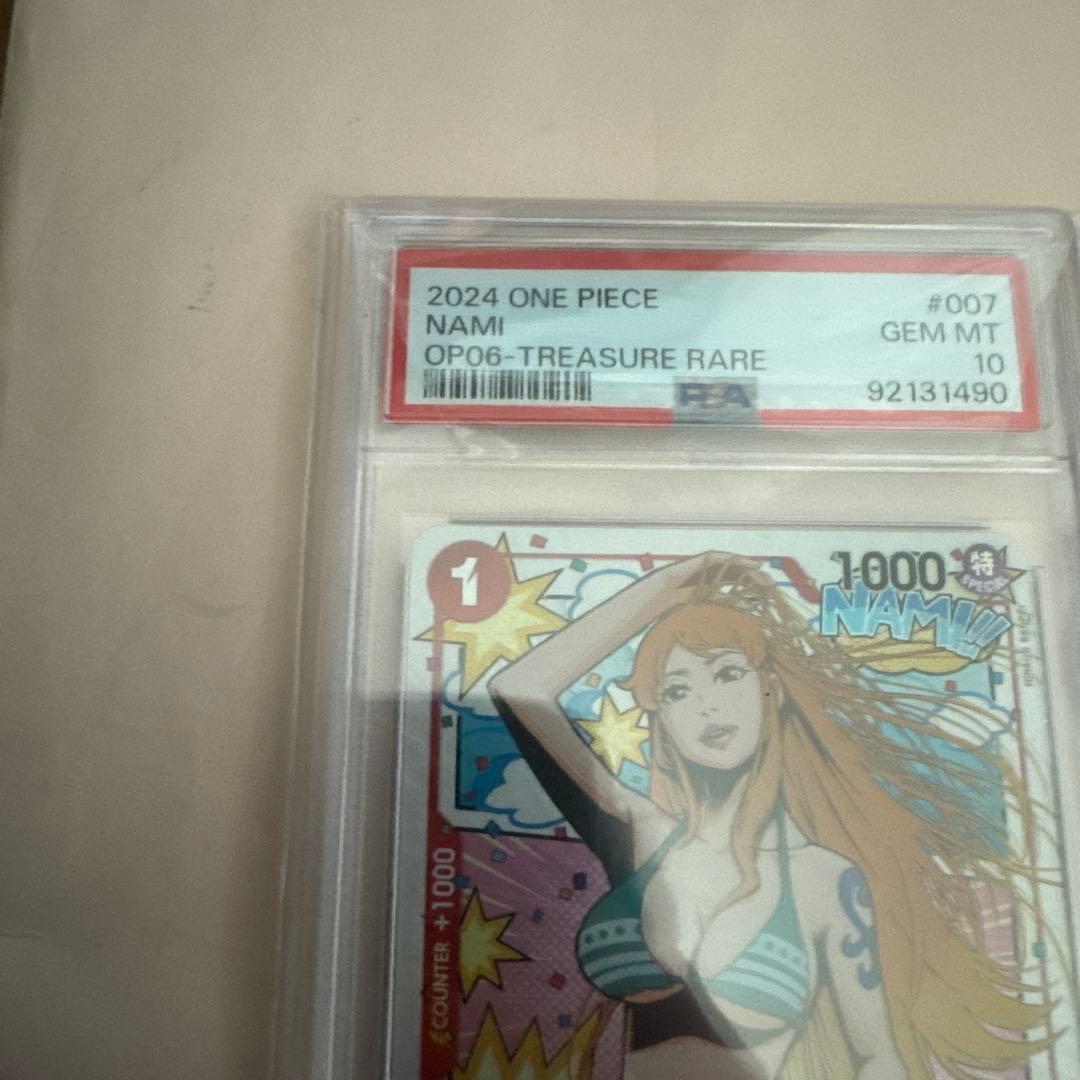 2024 ONE PIECE
#007
NAMI
GEM MT
OP06-TREASURE RARE
10
PSA
92131490
1
1000
特
SPECIAL
NAMI!!
COUNTER +1000